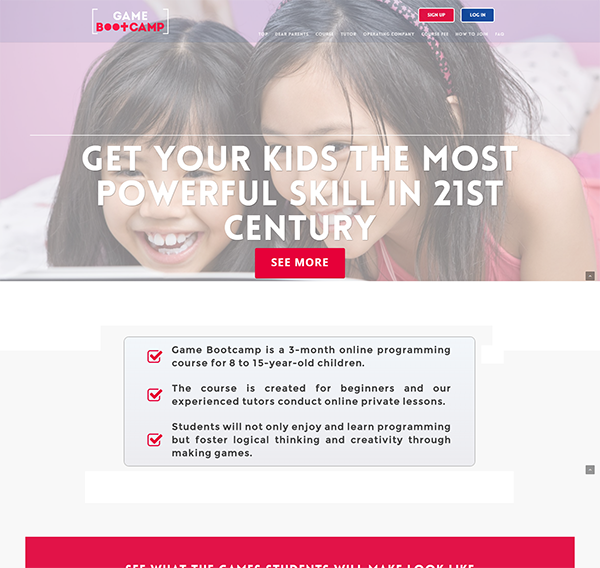 GAME
BOOTCAMP
SIGN UP
LOG IN
TOP DEAR PARENTS COURSE TUTOR OPERATING COMPANY COURSE FEE HOW TO JOIN FAQ
GET YOUR KIDS THE MOST
POWERFUL SKILL IN 21ST
CENTURY
SEE MORE
Game Bootcamp is a 3-month online programming
course for 8 to 15-year-old children.
The course is created for beginners and our
experienced tutors conduct online private lessons.
Students will not only enjoy and learn programming
but foster logical thinking and creativity through
making games.
SEE WHAT THE GAMES STUDENTS WILL MAKE LOOK LIKE